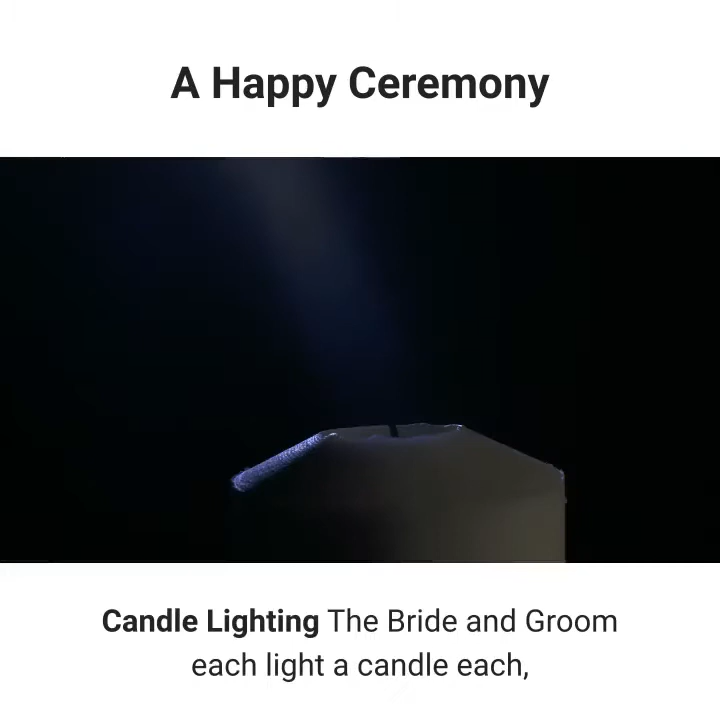 A Happy Ceremony
Candle Lighting The Bride and Groom
each light a candle each,